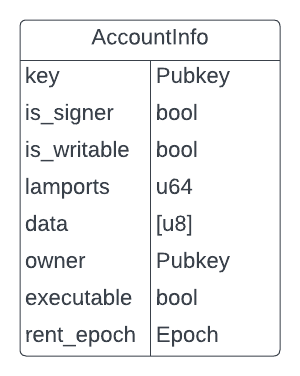 AccountInfo
key Pubkey
is_signer bool
is_writable bool
lamports u64
data [u8]
owner Pubkey
executable bool
rent_epoch Epoch